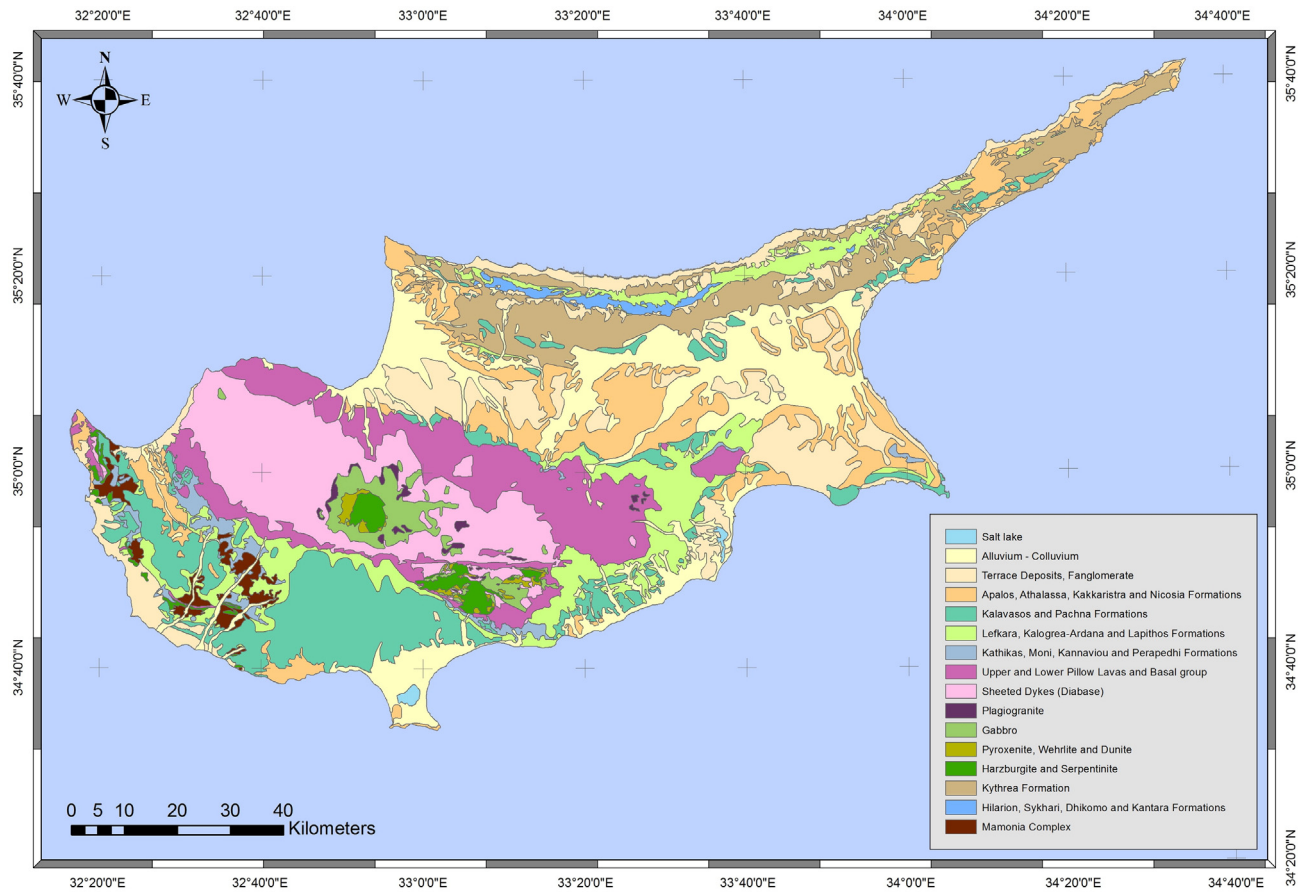 32°20'0"E 32°40'0"E 33°0'0"E 33°20'0"E 33°40'0"E 34°0'0"E 34°20'0"E 34°40'0"E
N
W E
S
35°40'0"N 35°40'0"N
35°20'0"N 35°20'0"N
35°0'0"N 35°0'0"N
34°40'0"N 34°40'0"N
34°20'0"N
Salt lake
Alluvium - Colluvium
Terrace Deposits, Fanglomerate
Apalos, Athalassa, Kakkaristra and Nicosia Formations
Kalavasos and Pachna Formations
Lefkara, Kalogrea-Ardana and Lapithos Formations
Kathikas, Moni, Kannaviou and Perapedhi Formations
Upper and Lower Pillow Lavas and Basal group
Sheeted Dykes (Diabase)
Plagiogranite
Gabbro
Pyroxenite, Wehrlite and Dunite
Harzburgite and Serpentinite
Kythrea Formation
Hilarion, Sykhari, Dhikomo and Kantara Formations
Mamonia Complex
0 5 10 20 30 40
Kilometers
32°20'0"E 32°40'0"E 33°0'0"E 33°20'0"E 33°40'0"E 34°0'0"E 34°20'0"E